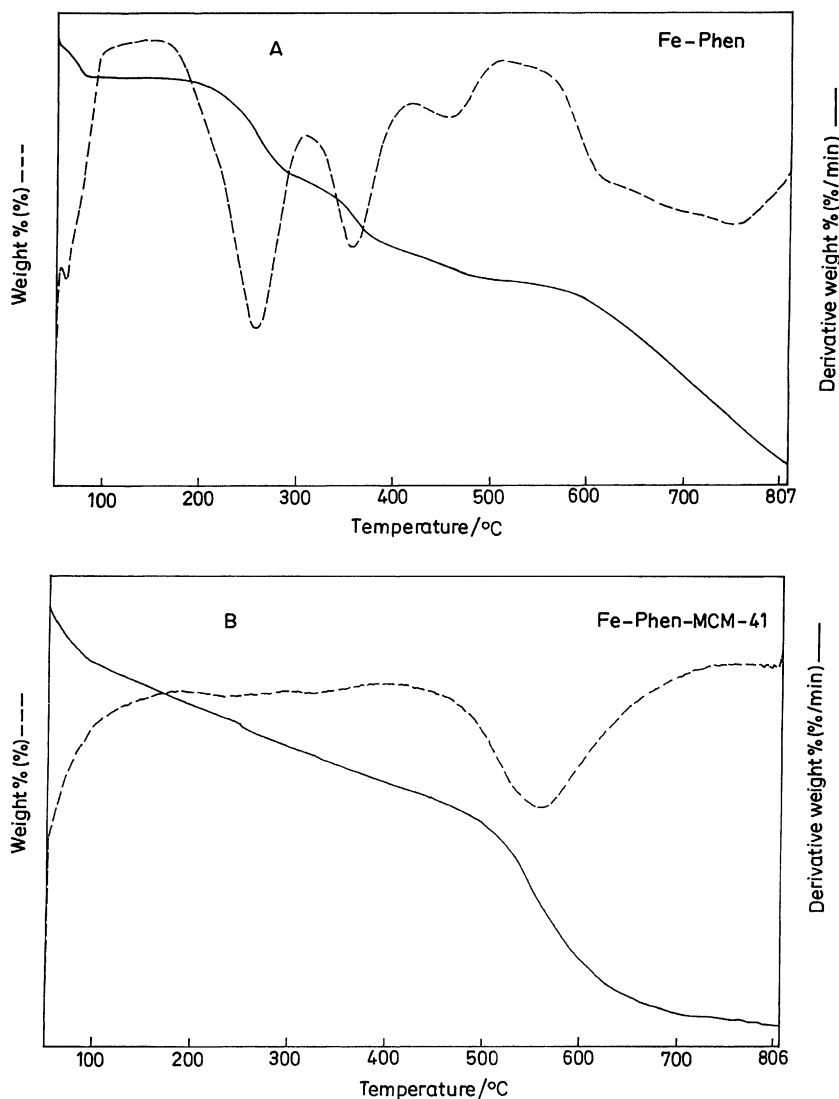 A
Fe-Phen
Weight % (%) ---
Derivative weight % (%/min) —
100 200 300 400 500 600 700 807
Temperature/°C
B
Fe-Phen-MCM-41
Weight % (%) ---
Derivative weight % (%/min) —
100 200 300 400 500 600 700 806
Temperature/°C